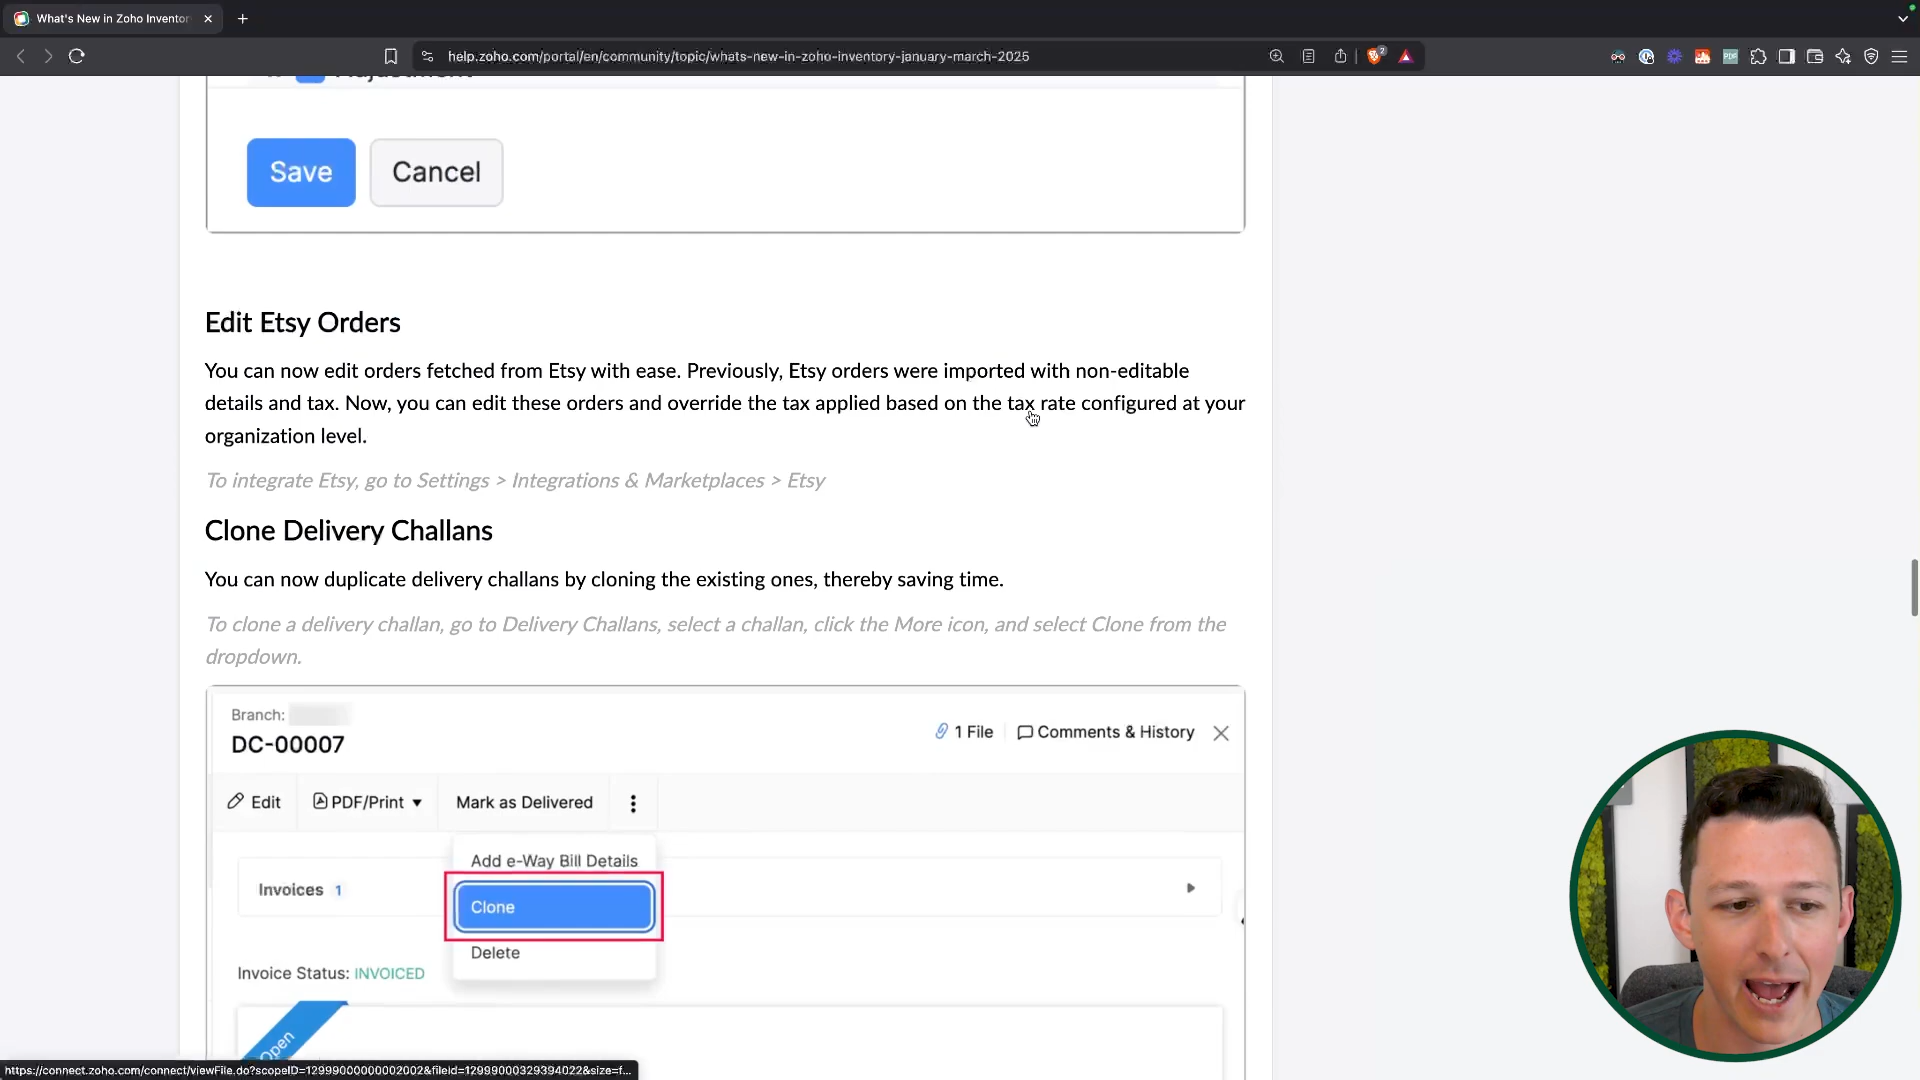 What's New in Zoho Inventor
help.zoho.com/portal/en/community/topic/whats-new-in-zoho-inventory-january-march-2025
2
PDF
Save
Cancel
Edit Etsy Orders
You can now edit orders fetched from Etsy with ease. Previously, Etsy orders were imported with non-editable
details and tax. Now, you can edit these orders and override the tax applied based on the tax rate configured at your
organization level.
To integrate Etsy, go to Settings > Integrations & Marketplaces > Etsy
Clone Delivery Challans
You can now duplicate delivery challans by cloning the existing ones, thereby saving time.
To clone a delivery challan, go to Delivery Challans, select a challan, click the More icon, and select Clone from the
dropdown.
Branch:
DC-00007
1 File
Comments & History
Edit
PDF/Print
Mark as Delivered
Add e-Way Bill Details
Invoices 1
Clone
Delete
Invoice Status: INVOICED
Open
https://connect.zoho.com/connect/viewFile.do?scopeID=12999000000002002&fileId=12999000329394022&size=f...